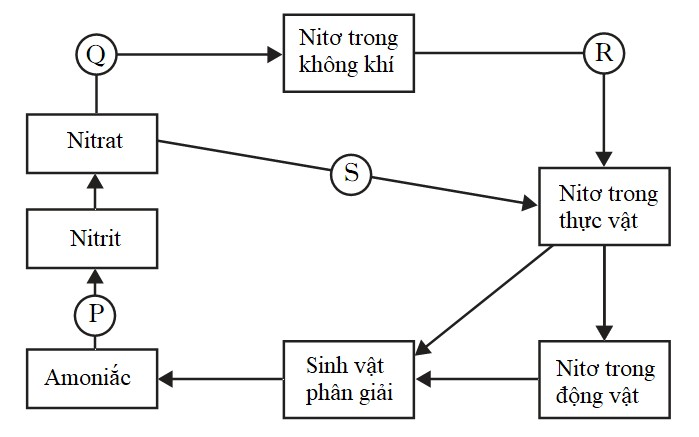 Q
Nitơ trong
không khí
R
Nitrat
S
Nitơ trong
thực vật
Nitrit
P
Amoniắc
Sinh vật
phân giải
Nitơ trong
động vật